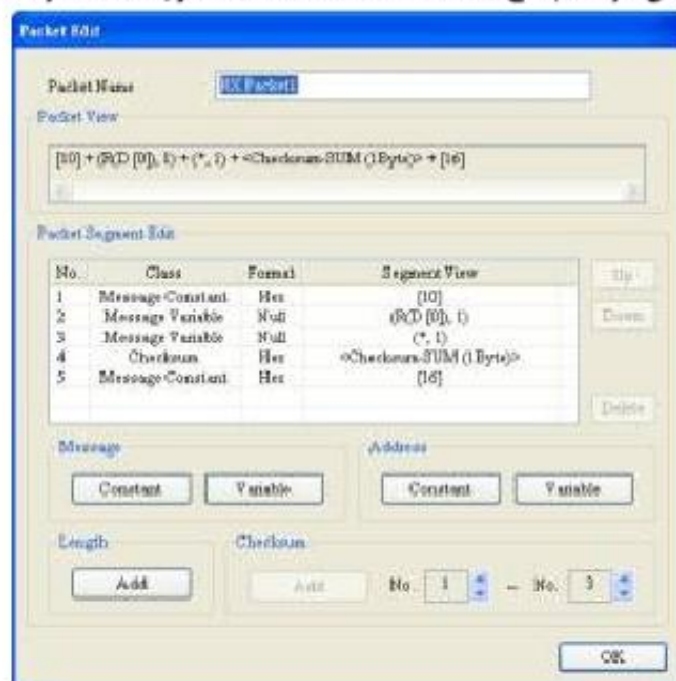 Packet Edit
Packet Name RX Packet1
Packet View
[10] + (R(D [0]), 1) + (*, 1) + <Checksum-SUM (1Byte)> + [16]
Packet Segment Edit
No. Class Format Segment View
1 Message-Constant Hex [10]
2 Message Variable Null (R(D [0]), 1)
3 Message Variable Null (*, 1)
4 Checksum Hex <Checksum-SUM (1Byte)>
5 Message-Constant Hex [16]
Up
Down
Delete
Message Address
Constant Variable Constant Variable
Length Checksum
Add Add No. 1 – No. 3
OK